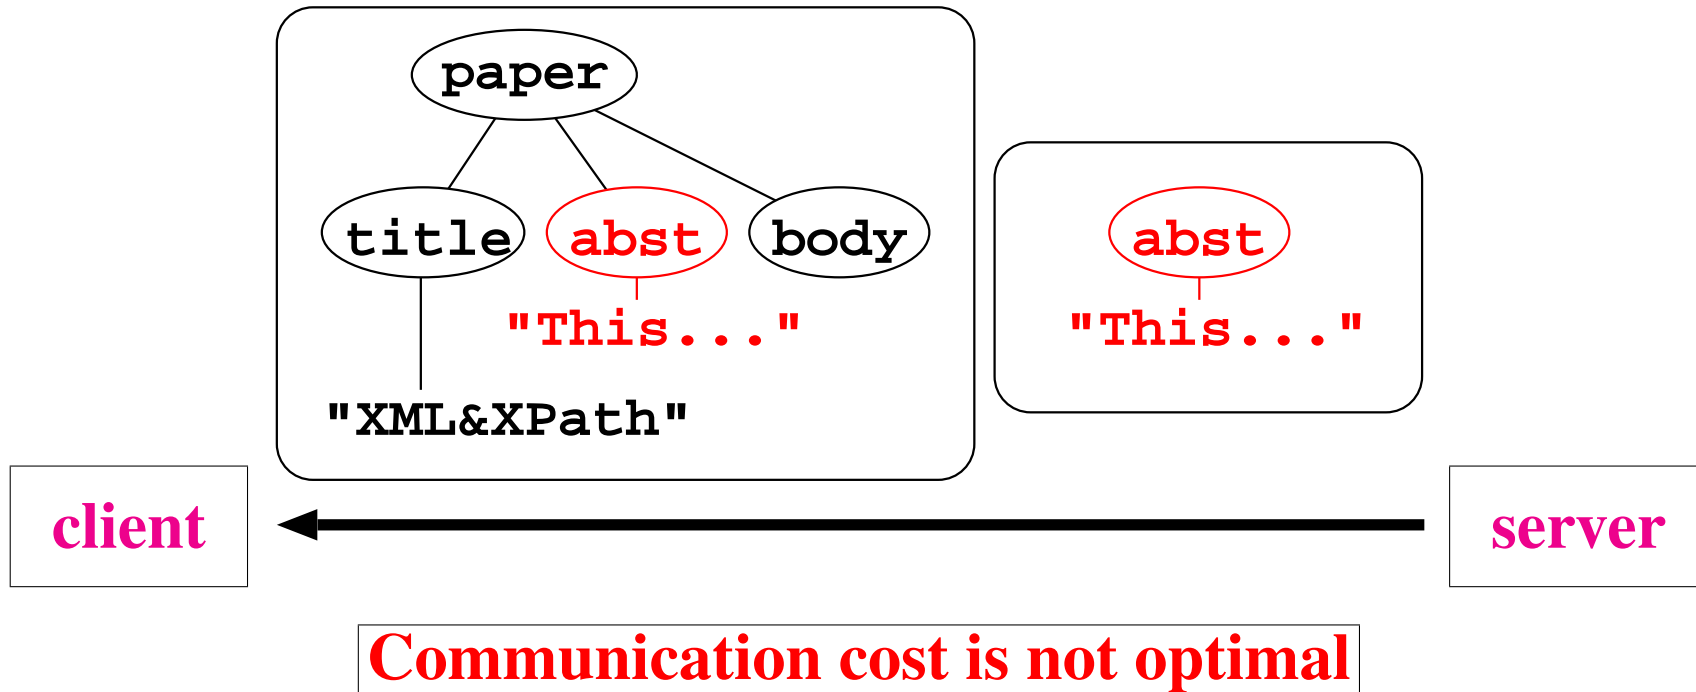 paper
title abst body
"This..."
"XML&XPath"
abst
"This..."
client
server
Communication cost is not optimal